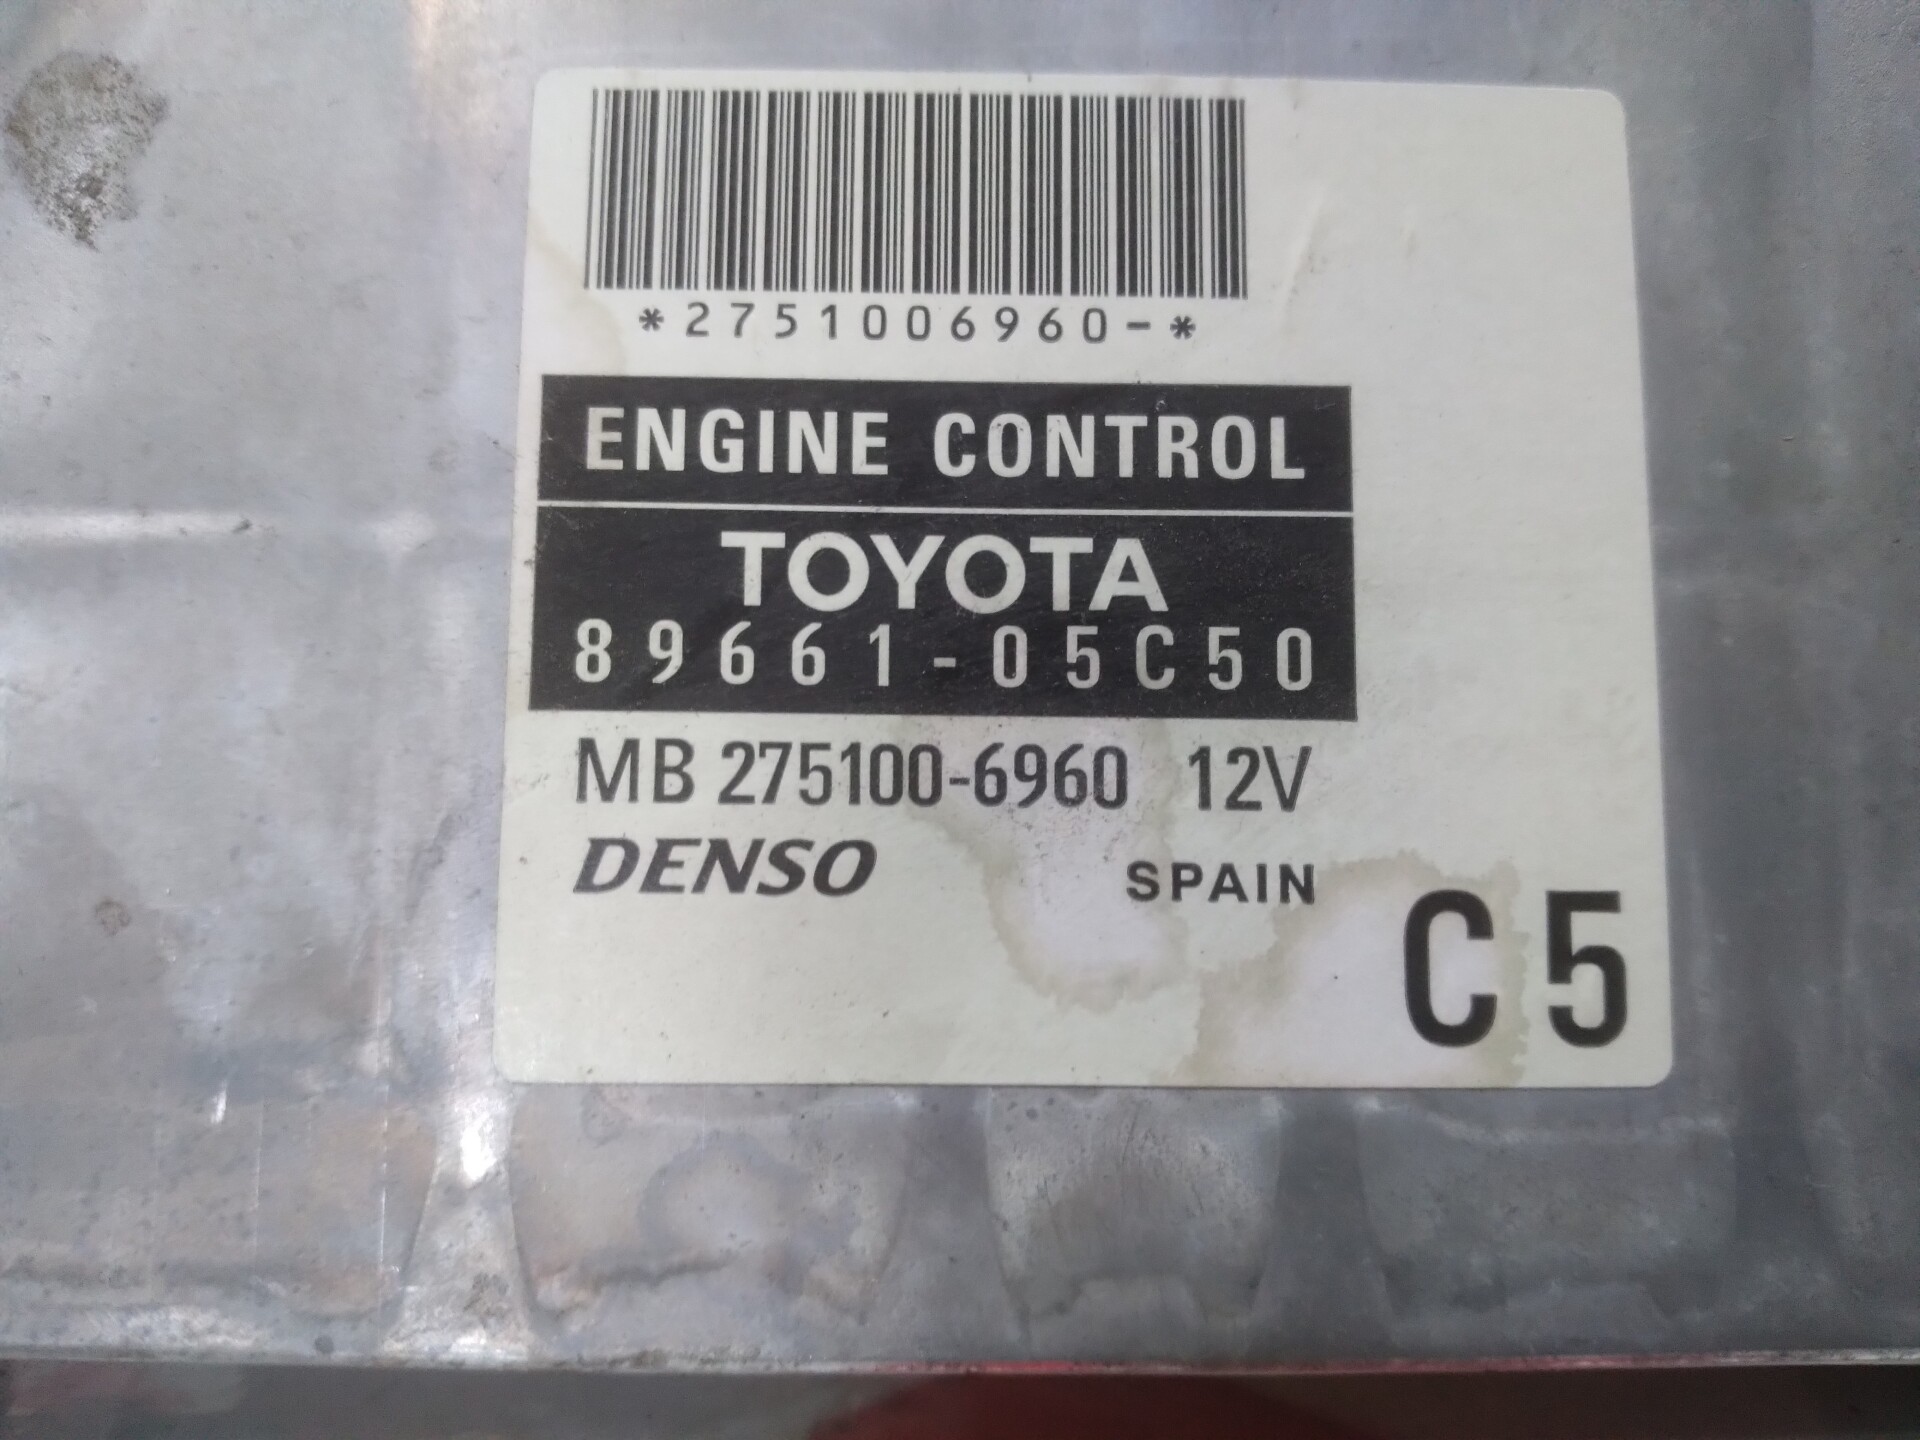 *2751006960-*
ENGINE CONTROL
TOYOTA
89661-05C50
MB 275100-6960 12V
DENSO SPAIN
C5